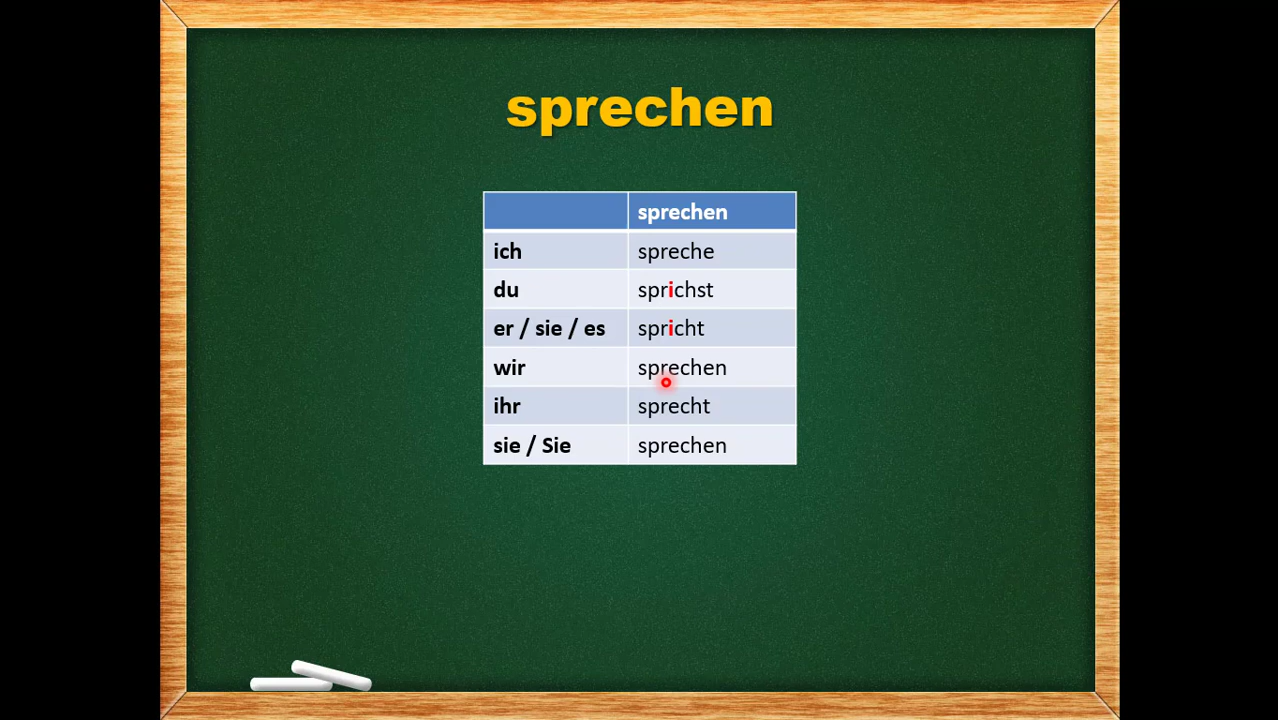 sprechen
sprechen
ich spreche
du sprichst
er / sie / es spricht
wir sprechen
ihr sprecht
sie / Sie sprechen